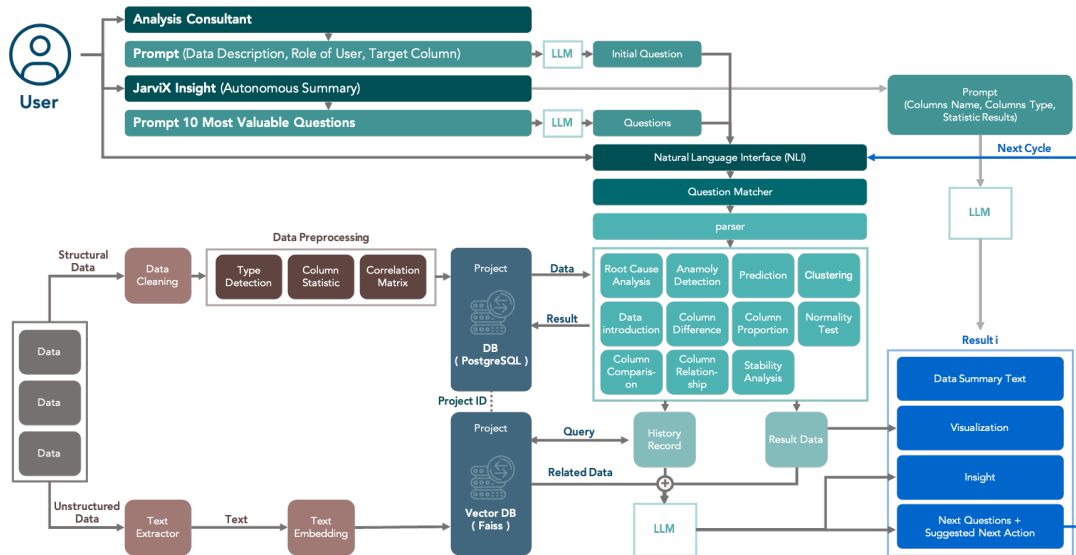 Analysis Consultant
Prompt (Data Description, Role of User, Target Column)
LLM
Initial Question
User
JarviX Insight (Autonomous Summary)
Prompt 10 Most Valuable Questions
LLM
Questions
Prompt
(Columns Name, Columns Type,
Statistic Results)
Natural Language Interface (NLI)
Next Cycle
Question Matcher
LLM
parser
Data Preprocessing
Structural
Data
Data
Cleaning
Type
Detection
Column
Statistic
Correlation
Matrix
Project
DB
( PostgreSQL )
Data
Result
Root Cause
Analysis
Anamoly
Detection
Prediction
Clustering
Data
introduction
Column
Difference
Column
Proportion
Normality
Test
Column
Comparis-
on
Column
Relation-
ship
Stability
Analysis
Result i
Data Summary Text
Visualization
Insight
Next Questions +
Suggested Next Action
Data
Data
Data
Project ID
Project
Vector DB
( Faiss )
Query
History
Record
Result Data
Related Data
LLM
Unstructured
Data
Text
Extractor
Text
Text
Embedding